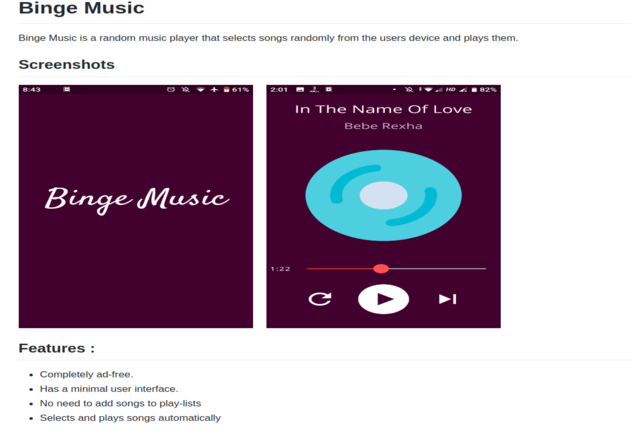 Binge Music
Binge Music is a random music player that selects songs randomly from the users device and plays them.
Screenshots
8:43 61%
Binge Music
2:01 HD 82%
In The Name Of Love
Bebe Rexha
1:22
Features :
Completely ad-free.
Has a minimal user interface.
No need to add songs to play-lists
Selects and plays songs automatically